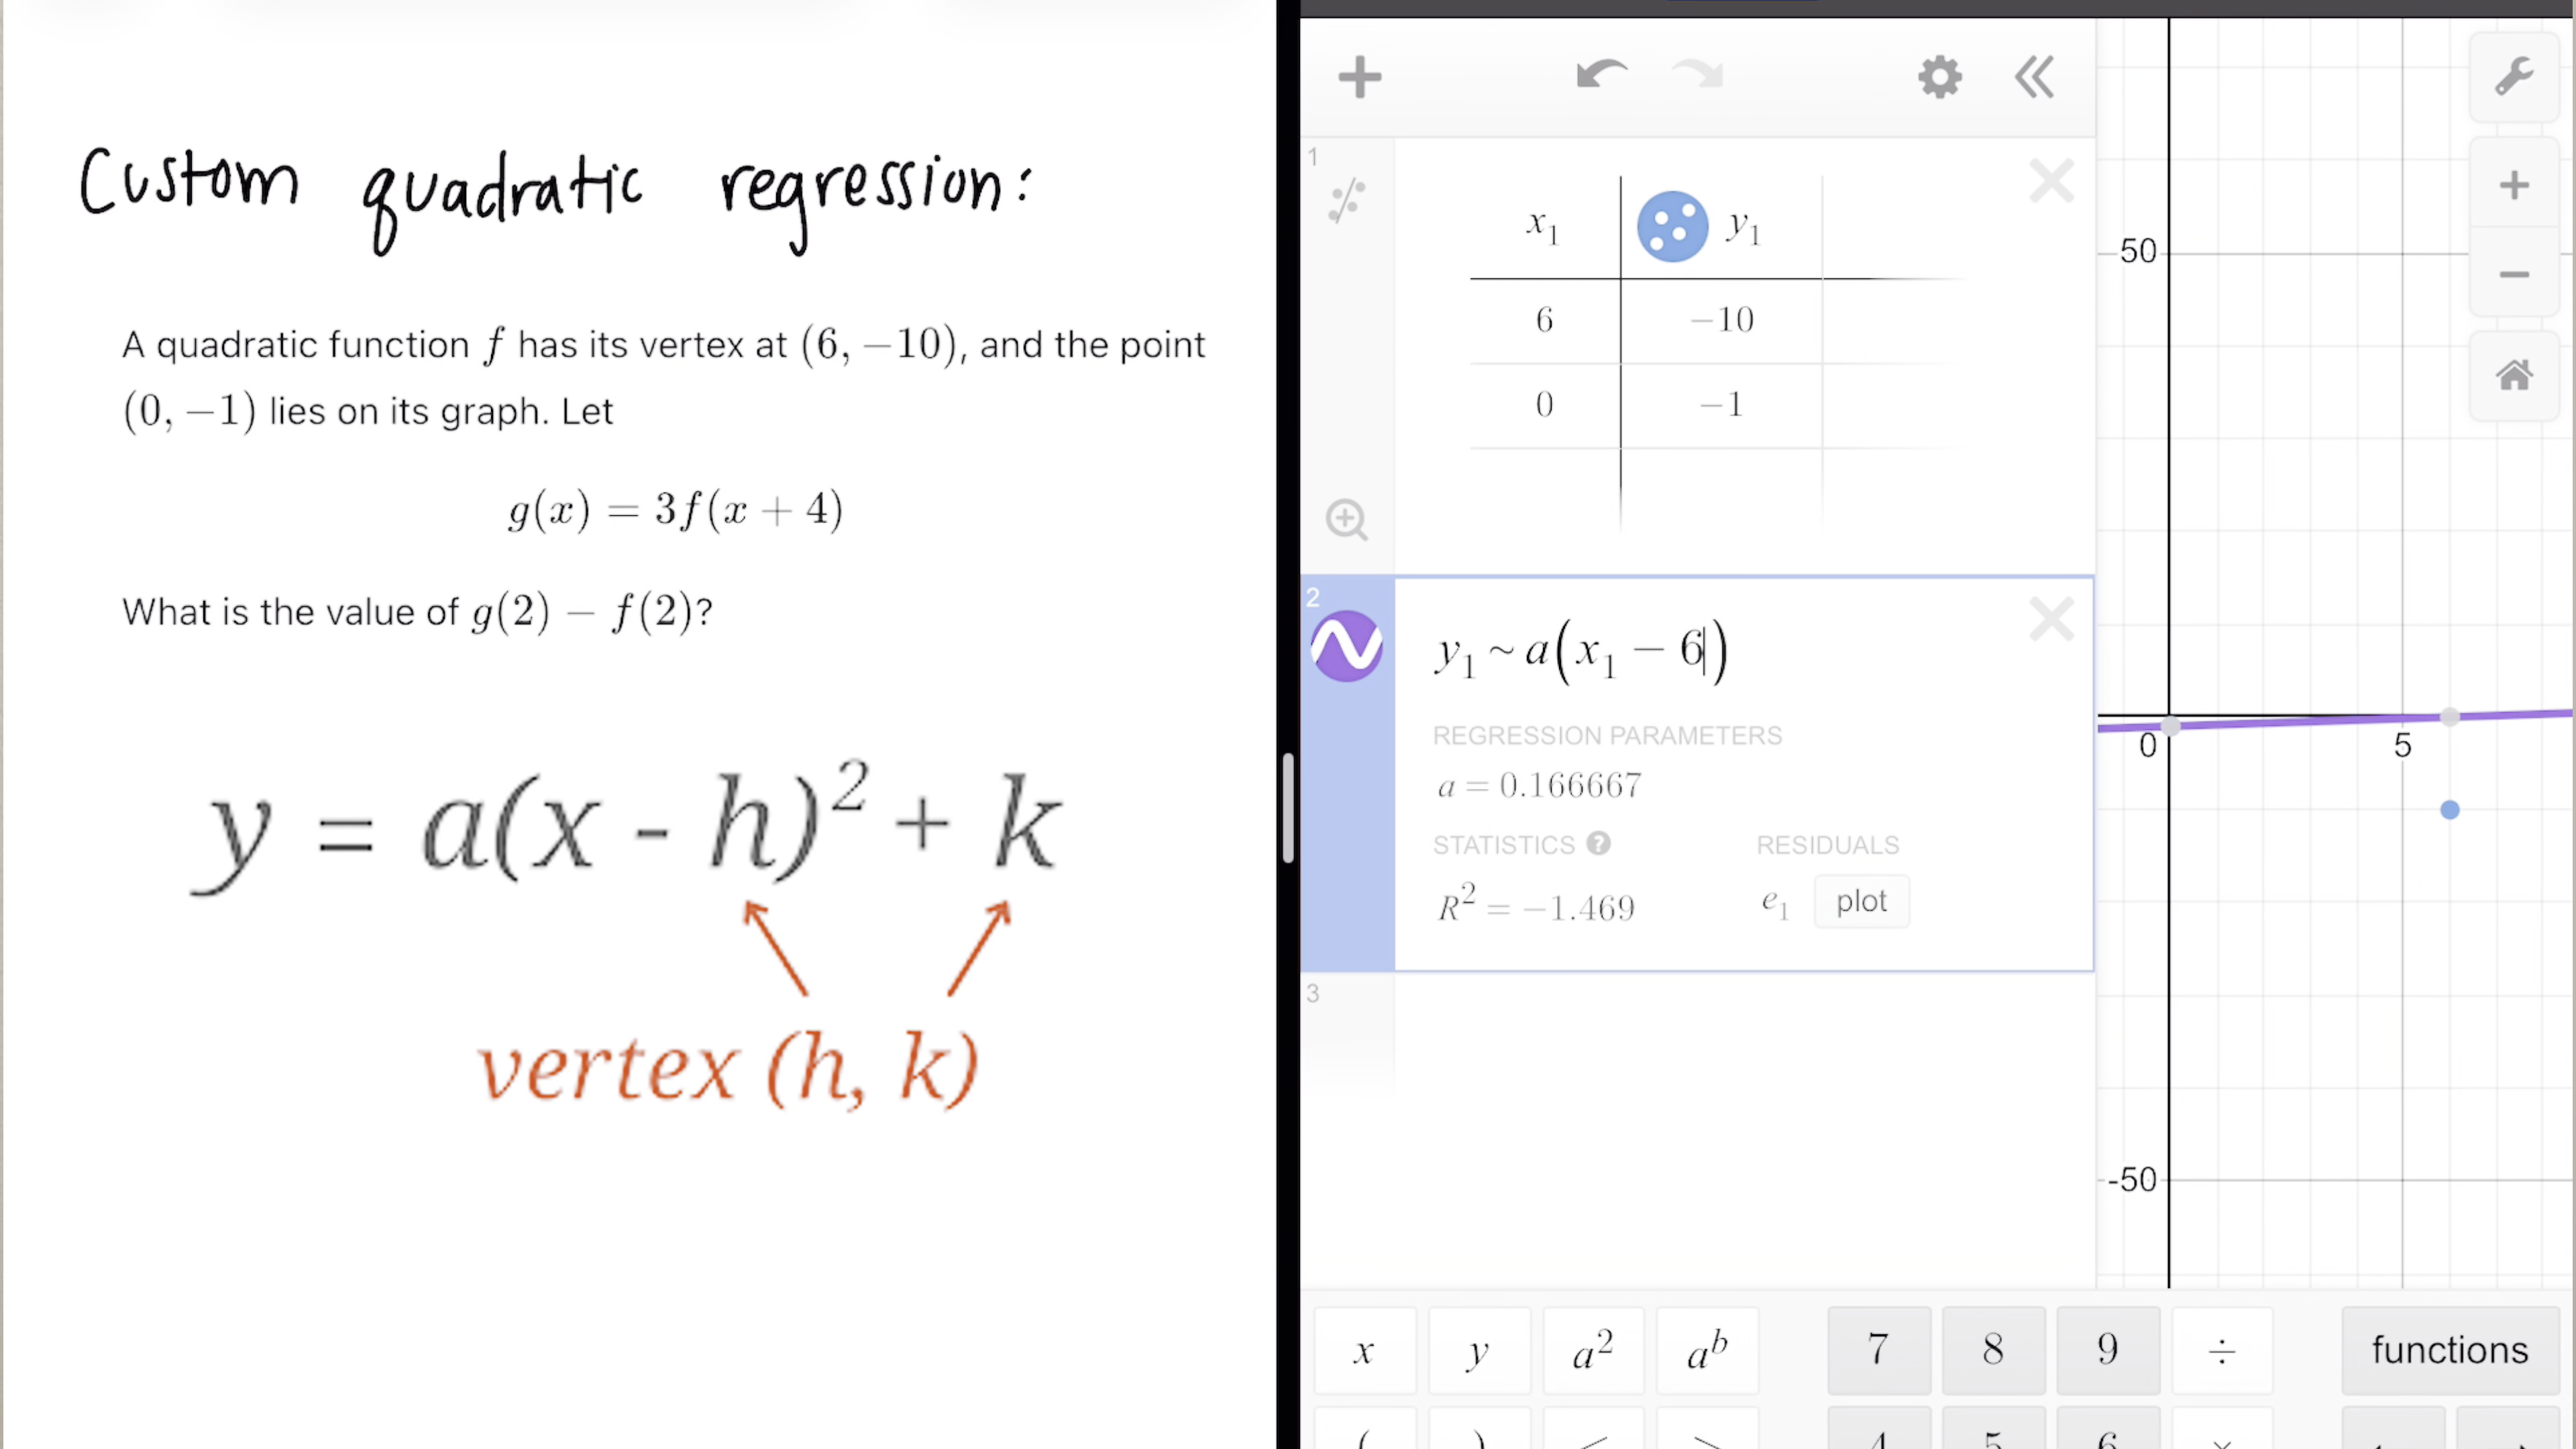 Custom quadratic regression:
A quadratic function f has its vertex at (6, −10), and the point
(0, −1) lies on its graph. Let
g(x) = 3f(x + 4)
What is the value of g(2) − f(2)?
y = a(x - h)² + k
vertex (h, k)
1
x₁ y₁
6 −10
0 −1
2
y₁ ~ a(x₁ − 6)
REGRESSION PARAMETERS
a = 0.166667
STATISTICS ? RESIDUALS
R² = −1.469 e₁ plot
3
50
0 5
-50
x y a² aᵇ 7 8 9 ÷ functions